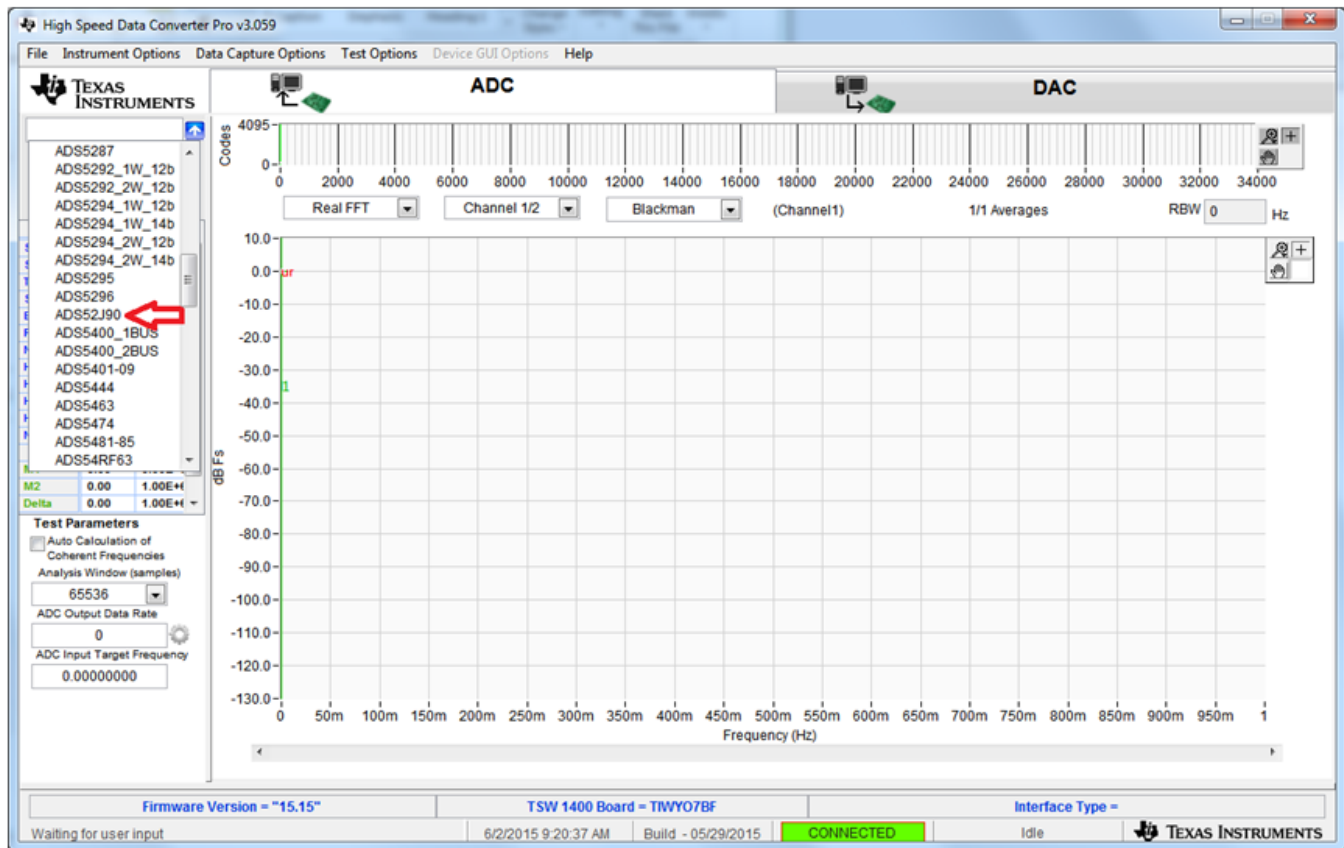 High Speed Data Converter Pro v3.059
File Instrument Options Data Capture Options Test Options Device GUI Options Help
TEXAS INSTRUMENTS
ADC
DAC
ADS5287
ADS5292_1W_12b
ADS5292_2W_12b
ADS5294_1W_12b
ADS5294_1W_14b
ADS5294_2W_12b
ADS5294_2W_14b
ADS5295
ADS5296
ADS52J90
ADS5400_1BUS
ADS5400_2BUS
ADS5401-09
ADS5444
ADS5463
ADS5474
ADS5481-85
ADS54RF63
M2 0.00 1.00E+6
Delta 0.00 1.00E+6
Test Parameters
Auto Calculation of
Coherent Frequencies
Analysis Window (samples)
65536
ADC Output Data Rate
0
ADC Input Target Frequency
0.00000000
Codes
4095
0
0 2000 4000 6000 8000 10000 12000 14000 16000 18000 20000 22000 24000 26000 28000 30000 32000 34000
Real FFT Channel 1/2 Blackman (Channel1) 1/1 Averages RBW 0 Hz
dB Fs
10.0
0.0
-10.0
-20.0
-30.0
-40.0
-50.0
-60.0
-70.0
-80.0
-90.0
-100.0
-110.0
-120.0
-130.0
1
0 50m 100m 150m 200m 250m 300m 350m 400m 450m 500m 550m 600m 650m 700m 750m 800m 850m 900m 950m 1
Frequency (Hz)
Firmware Version = "15.15" TSW 1400 Board = TIWYO7BF Interface Type =
Waiting for user input 6/2/2015 9:20:37 AM Build - 05/29/2015 CONNECTED Idle TEXAS INSTRUMENTS